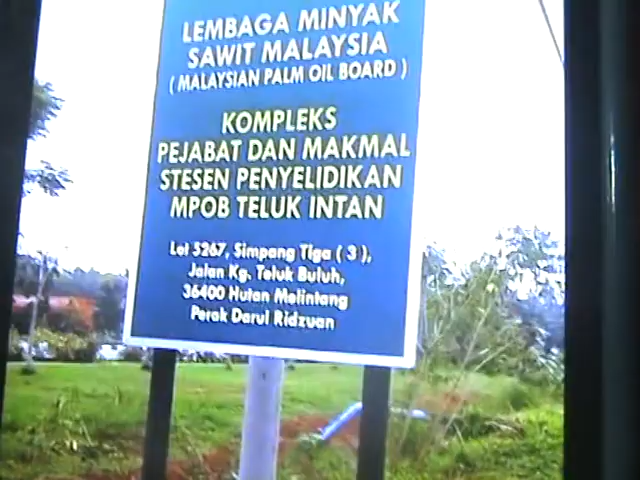 LEMBAGA MINYAK
SAWIT MALAYSIA
( MALAYSIAN PALM OIL BOARD )
KOMPLEKS
PEJABAT DAN MAKMAL
STESEN PENYELIDIKAN
MPOB TELUK INTAN
Lot 5267, Simpang Tiga ( 3 ),
Jalan Kg. Teluk Buluh,
36400 Hutan Melintang
Perak Darul Ridzuan